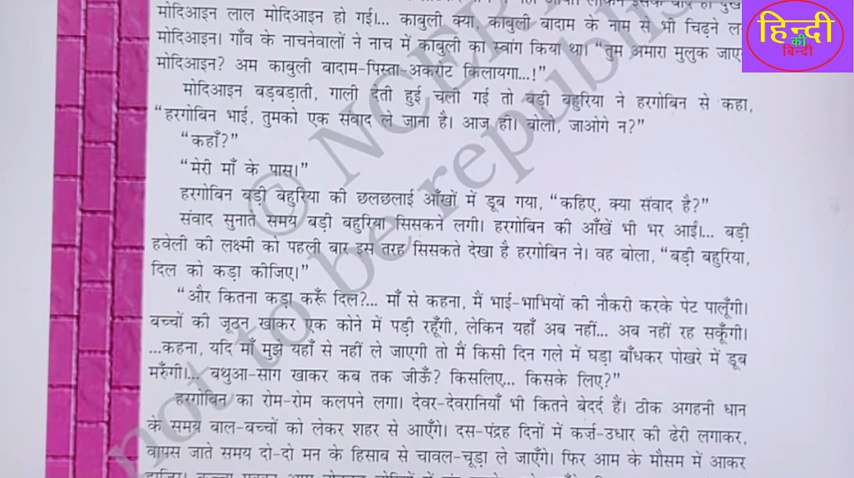 मोदिआइन लाल मोदिआइन हो गई।... काबुली क्या, काबुली बादाम के नाम से भी चिढ़ने ल
मोदिआइन। गाँव के नाचनेवालों ने नाच में काबुली का स्वांग किया था। “तुम अमारा मुलुक जाए
मोदिआइन? अम काबुली बादाम-पिस्ता-अकरोट किलायगा...!”
मोदिआइन बड़बड़ाती, गाली देती हुई चली गई तो बड़ी बहुरिया ने हरगोबिन से कहा,
“हरगोबिन भाई, तुमको एक संवाद ले जाना है। आज ही। बोलो, जाओगे न?”
“कहाँ?”
“मेरी माँ के पास।”
हरगोबिन बड़ी बहुरिया की छलछलाई आँखों में डूब गया, “कहिए, क्या संवाद है?”
संवाद सुनाते समय बड़ी बहुरिया सिसकने लगी। हरगोबिन की आँखें भी भर आईं।... बड़ी
हवेली की लक्ष्मी को पहली बार इस तरह सिसकते देखा है हरगोबिन ने। वह बोला, “बड़ी बहुरिया,
दिल को कड़ा कीजिए।”
“और कितना कड़ा करूँ दिल?... माँ से कहना, मैं भाई-भाभियों की नौकरी करके पेट पालूँगी।
बच्चों की जूठन खाकर एक कोने में पड़ी रहूँगी, लेकिन यहाँ अब नहीं... अब नहीं रह सकूँगी।
...कहना, यदि माँ मुझे यहाँ से नहीं ले जाएगी तो मैं किसी दिन गले में घड़ा बाँधकर पोखरे में डूब
मरुँगी।... बथुआ-साग खाकर कब तक जीऊँ? किसलिए... किसके लिए?”
हरगोबिन का रोम-रोम कलपने लगा। देवर-देवरानियाँ भी कितने बेदर्द हैं। ठीक अगहनी धान
के समय बाल-बच्चों को लेकर शहर से आएँगे। दस-पंद्रह दिनों में कर्ज-उधार की ढेरी लगाकर,
वापस जाते समय दो-दो मन के हिसाब से चावल-चूड़ा ले जाएँगे। फिर आम के मौसम में आकर
हिन्दी
की
बिन्दी
© NCER
not to be republi